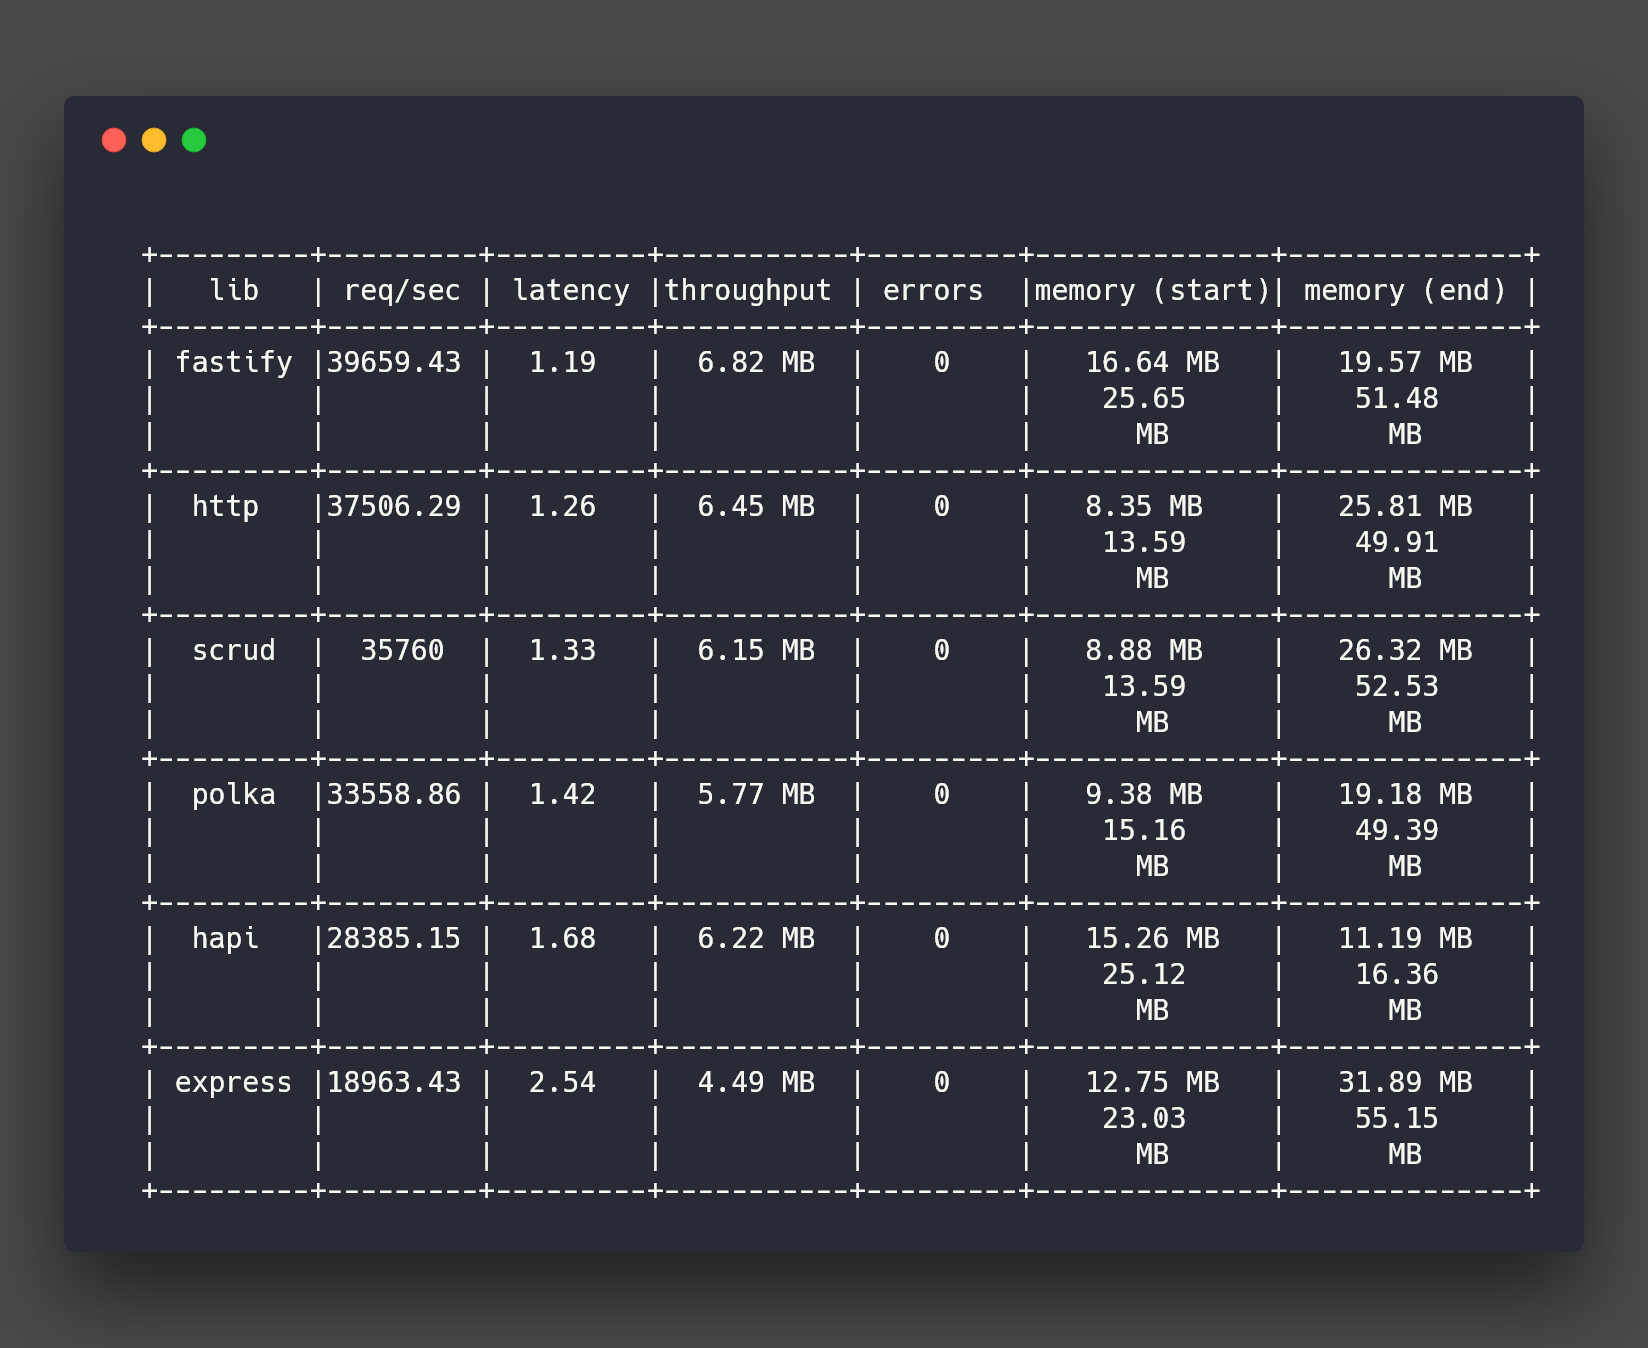 +---------+---------+---------+-----------+---------+--------------+--------------+
|   lib   | req/sec | latency |throughput | errors  |memory (start)| memory (end) |
+---------+---------+---------+-----------+---------+--------------+--------------+
| fastify |39659.43 |  1.19   |  6.82 MB  |    0    |   16.64 MB   |   19.57 MB   |
|         |         |         |           |         |    25.65     |    51.48     |
|         |         |         |           |         |      MB      |      MB      |
+---------+---------+---------+-----------+---------+--------------+--------------+
|  http   |37506.29 |  1.26   |  6.45 MB  |    0    |   8.35 MB    |   25.81 MB   |
|         |         |         |           |         |    13.59     |    49.91     |
|         |         |         |           |         |      MB      |      MB      |
+---------+---------+---------+-----------+---------+--------------+--------------+
|  scrud  |  35760  |  1.33   |  6.15 MB  |    0    |   8.88 MB    |   26.32 MB   |
|         |         |         |           |         |    13.59     |    52.53     |
|         |         |         |           |         |      MB      |      MB      |
+---------+---------+---------+-----------+---------+--------------+--------------+
|  polka  |33558.86 |  1.42   |  5.77 MB  |    0    |   9.38 MB    |   19.18 MB   |
|         |         |         |           |         |    15.16     |    49.39     |
|         |         |         |           |         |      MB      |      MB      |
+---------+---------+---------+-----------+---------+--------------+--------------+
|  hapi   |28385.15 |  1.68   |  6.22 MB  |    0    |   15.26 MB   |   11.19 MB   |
|         |         |         |           |         |    25.12     |    16.36     |
|         |         |         |           |         |      MB      |      MB      |
+---------+---------+---------+-----------+---------+--------------+--------------+
| express |18963.43 |  2.54   |  4.49 MB  |    0    |   12.75 MB   |   31.89 MB   |
|         |         |         |           |         |    23.03     |    55.15     |
|         |         |         |           |         |      MB      |      MB      |
+---------+---------+---------+-----------+---------+--------------+--------------+